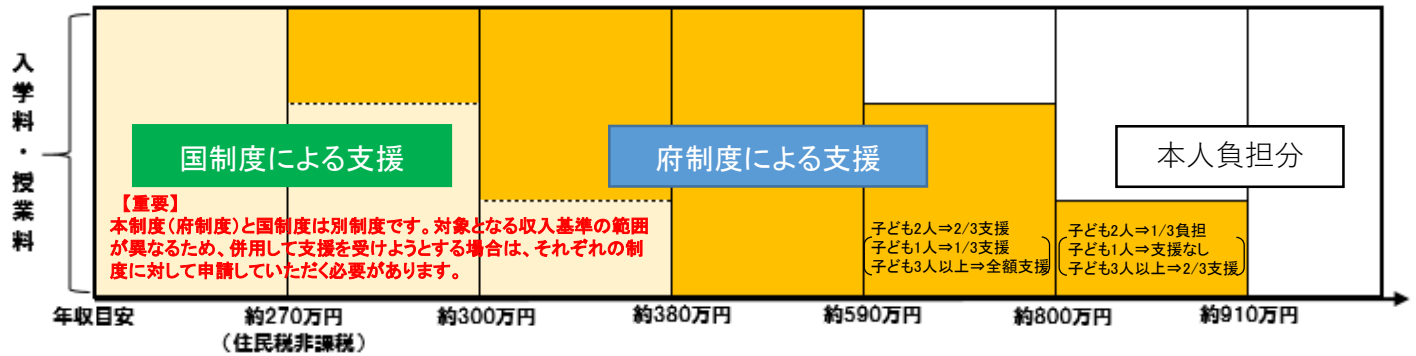 入学料・授業料
国制度による支援
府制度による支援
本人負担分
【重要】
本制度(府制度)と国制度は別制度です。対象となる収入基準の範囲
が異なるため、併用して支援を受けようとする場合は、それぞれの制
度に対して申請していただく必要があります。
子ども2人⇒2/3支援
子ども1人⇒1/3支援
子ども3人以上⇒全額支援
子ども2人⇒1/3負担
子ども1人⇒支援なし
子ども3人以上⇒2/3支援
年収目安
約270万円
(住民税非課税)
約300万円
約380万円
約590万円
約800万円
約910万円